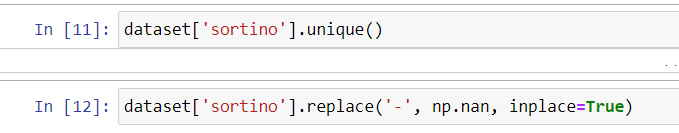 In [11]: dataset['sortino'].unique()
In [12]: dataset['sortino'].replace('-', np.nan, inplace=True)